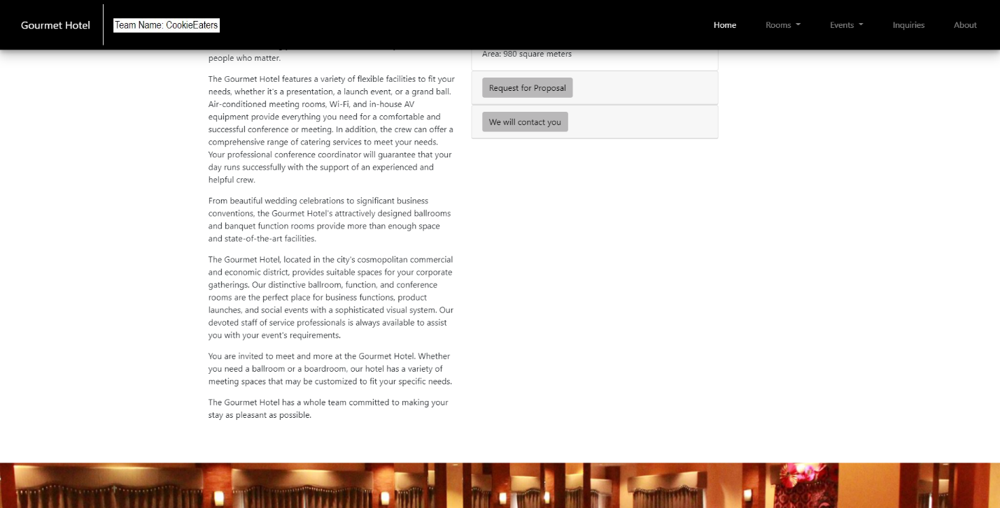 Gourmet Hotel
Team Name: CookieEaters
Home
Rooms
Events
Inquiries
About
people who matter.
The Gourmet Hotel features a variety of flexible facilities to fit your
needs, whether it's a presentation, a launch event, or a grand ball.
Air-conditioned meeting rooms, Wi-Fi, and in-house AV
equipment provide everything you need for a comfortable and
successful conference or meeting. In addition, the crew can offer a
comprehensive range of catering services to meet your needs.
Your professional conference coordinator will guarantee that your
day runs successfully with the support of an experienced and
helpful crew.
From beautiful wedding celebrations to significant business
conventions, the Gourmet Hotel's attractively designed ballrooms
and banquet function rooms provide more than enough space
and state-of-the-art facilities.
The Gourmet Hotel, located in the city's cosmopolitan commercial
and economic district, provides suitable spaces for your corporate
gatherings. Our distinctive ballroom, function, and conference
rooms are the perfect place for business functions, product
launches, and social events with a sophisticated visual system. Our
devoted staff of service professionals is always available to assist
you with your event's requirements.
You are invited to meet and more at the Gourmet Hotel. Whether
you need a ballroom or a boardroom, our hotel has a variety of
meeting spaces that may be customized to fit your specific needs.
The Gourmet Hotel has a whole team committed to making your
stay as pleasant as possible.
Area: 980 square meters
Request for Proposal
We will contact you